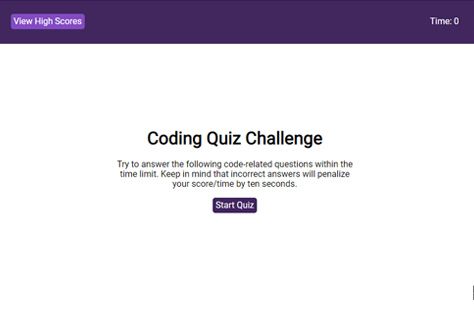 View High Scores
Time: 0
Coding Quiz Challenge
Try to answer the following code-related questions within the
time limit. Keep in mind that incorrect answers will penalize
your score/time by ten seconds.
Start Quiz